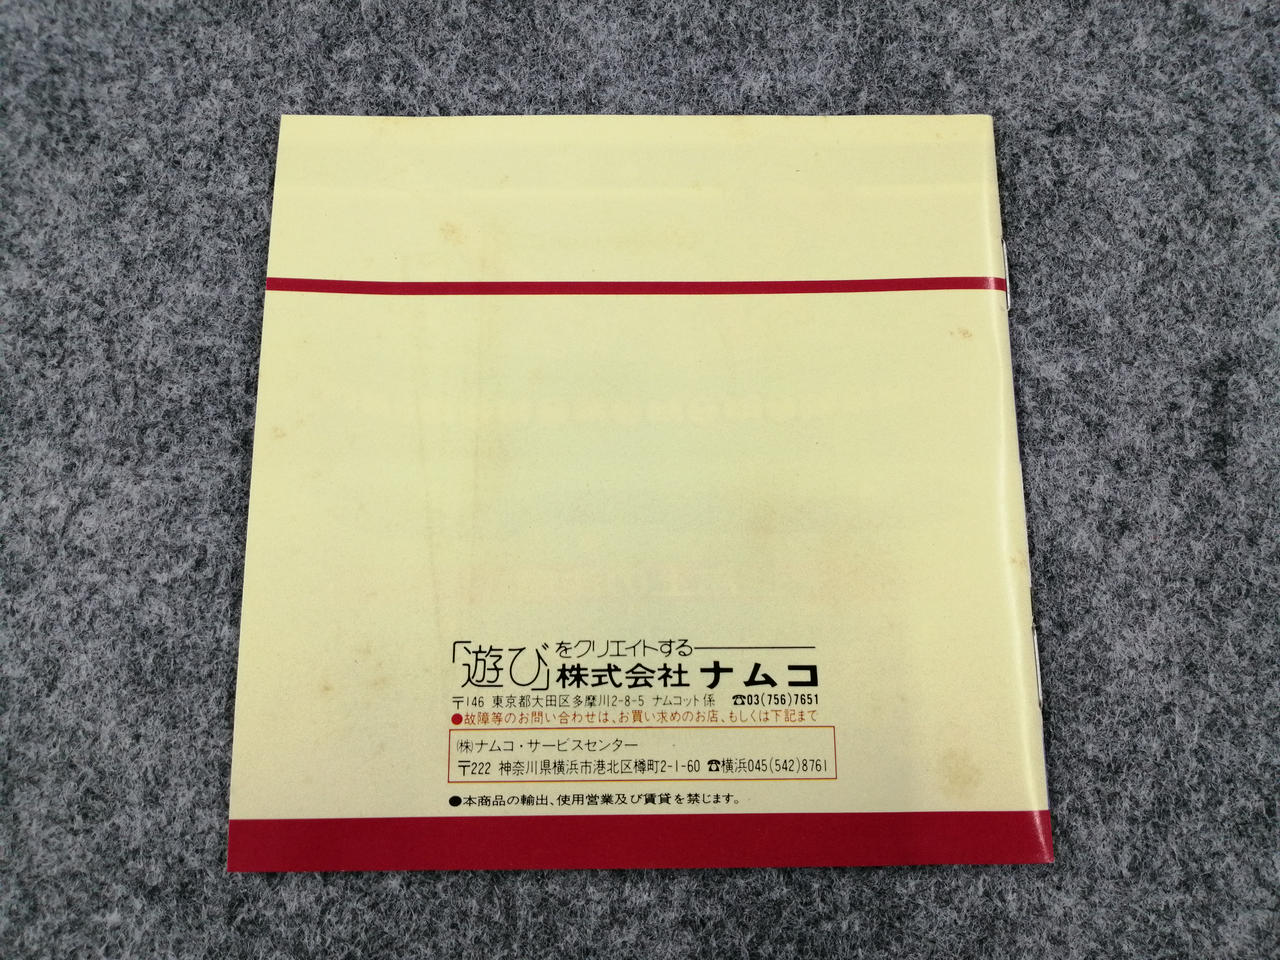 「遊び」をクリエイトする
株式会社 ナムコ
〒146 東京都大田区多摩川2-8-5 ナムコット係 ☎03(756)7651
●故障等のお問い合わせは、お買い求めのお店、もしくは下記まで
㈱ナムコ・サービスセンター
〒222 神奈川県横浜市港北区樽町2-1-60 ☎横浜045(542)8761
●本商品の輸出、使用営業及び賃貸を禁じます。